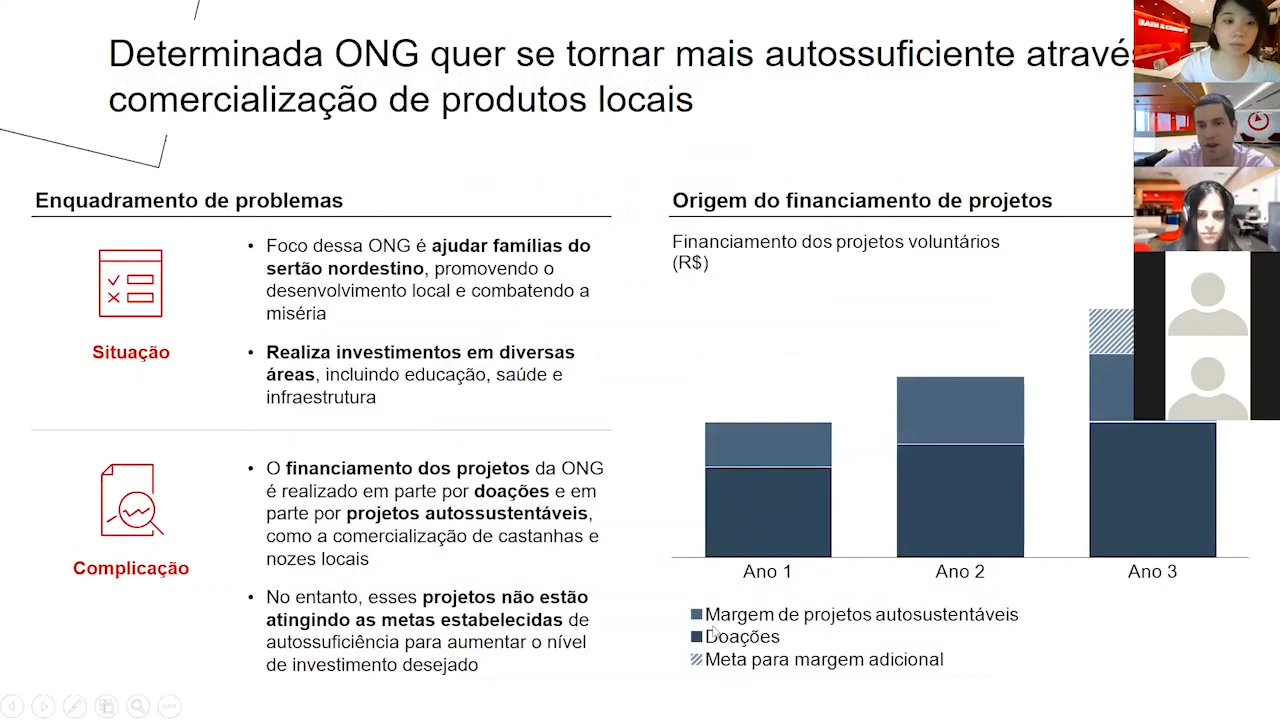 Determinada ONG quer se tornar mais autossuficiente através
comercialização de produtos locais
BAIN & COMPANY
Enquadramento de problemas
Situação
• Foco dessa ONG é ajudar famílias do
sertão nordestino, promovendo o
desenvolvimento local e combatendo a
miséria
• Realiza investimentos em diversas
áreas, incluindo educação, saúde e
infraestrutura
Complicação
• O financiamento dos projetos da ONG
é realizado em parte por doações e em
parte por projetos autossustentáveis,
como a comercialização de castanhas e
nozes locais
• No entanto, esses projetos não estão
atingindo as metas estabelecidas de
autossuficiência para aumentar o nível
de investimento desejado
Origem do financiamento de projetos
Financiamento dos projetos voluntários
(R$)
Ano 1
Ano 2
Ano 3
Margem de projetos autosustentáveis
Doações
Meta para margem adicional